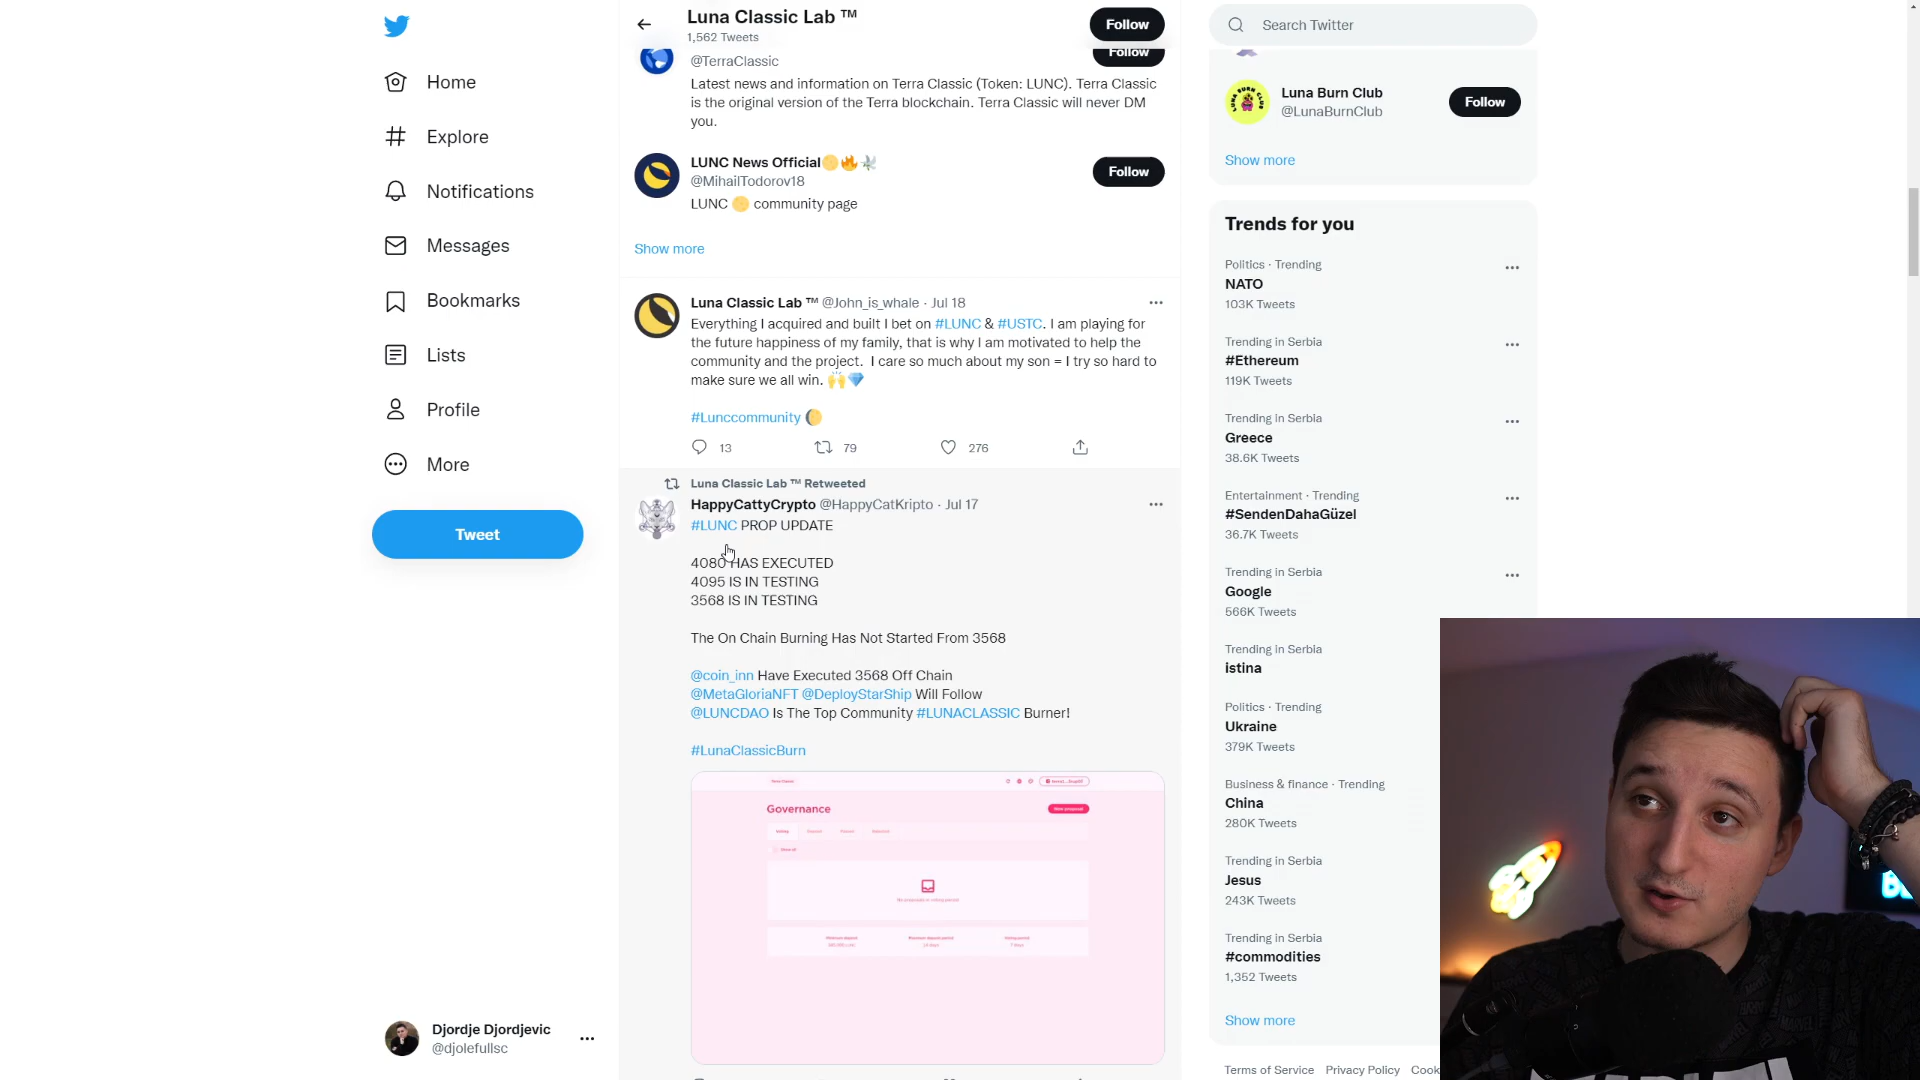 Home
Explore
Notifications
Messages
Bookmarks
Lists
Profile
More
Tweet
Djordje Djordjevic
@djolefullsc
Luna Classic Lab ™
1,562 Tweets
Follow
@TerraClassic
Follow
Latest news and information on Terra Classic (Token: LUNC). Terra Classic
is the original version of the Terra blockchain. Terra Classic will never DM
you.
LUNC News Official🌕🔥🕊
@MihailTodorov18
Follow
LUNC 🌕 community page
Show more
Luna Classic Lab ™ @John_is_whale · Jul 18
Everything I acquired and built I bet on #LUNC & #USTC. I am playing for
the future happiness of my family, that is why I am motivated to help the
community and the project. I care so much about my son = I try so hard to
make sure we all win. 🙌💎
#Lunccommunity 🌔
13
79
276
Luna Classic Lab ™ Retweeted
HappyCattyCrypto @HappyCatKripto · Jul 17
#LUNC PROP UPDATE
4080 HAS EXECUTED
4095 IS IN TESTING
3568 IS IN TESTING
The On Chain Burning Has Not Started From 3568
@coin_inn Have Executed 3568 Off Chain
@MetaGloriaNFT @DeployStarShip Will Follow
@LUNCDAO Is The Top Community #LUNACLASSIC Burner!
#LunaClassicBurn
Governance
Search Twitter
LUNA BURN CLUB
Luna Burn Club
@LunaBurnClub
Follow
Show more
Trends for you
Politics · Trending
NATO
103K Tweets
Trending in Serbia
#Ethereum
119K Tweets
Trending in Serbia
Greece
38.6K Tweets
Entertainment · Trending
#SendenDahaGüzel
36.7K Tweets
Trending in Serbia
Google
566K Tweets
Trending in Serbia
istina
Politics · Trending
Ukraine
379K Tweets
Business & finance · Trending
China
280K Tweets
Trending in Serbia
Jesus
243K Tweets
Trending in Serbia
#commodities
1,352 Tweets
Show more
Terms of Service Privacy Policy Cook